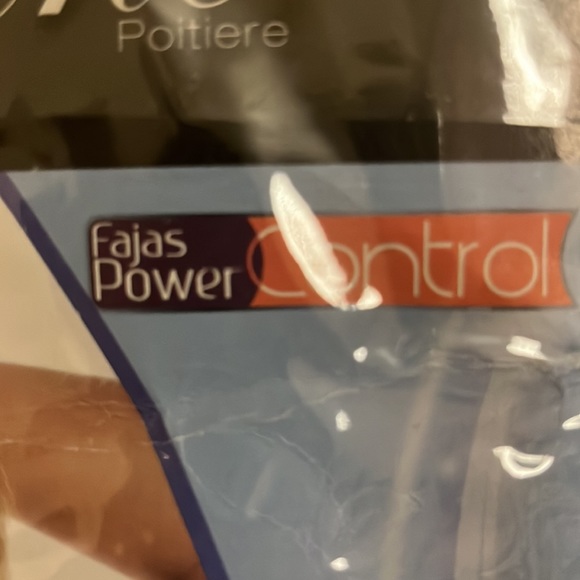 Poitiere
Fajas
Power Control